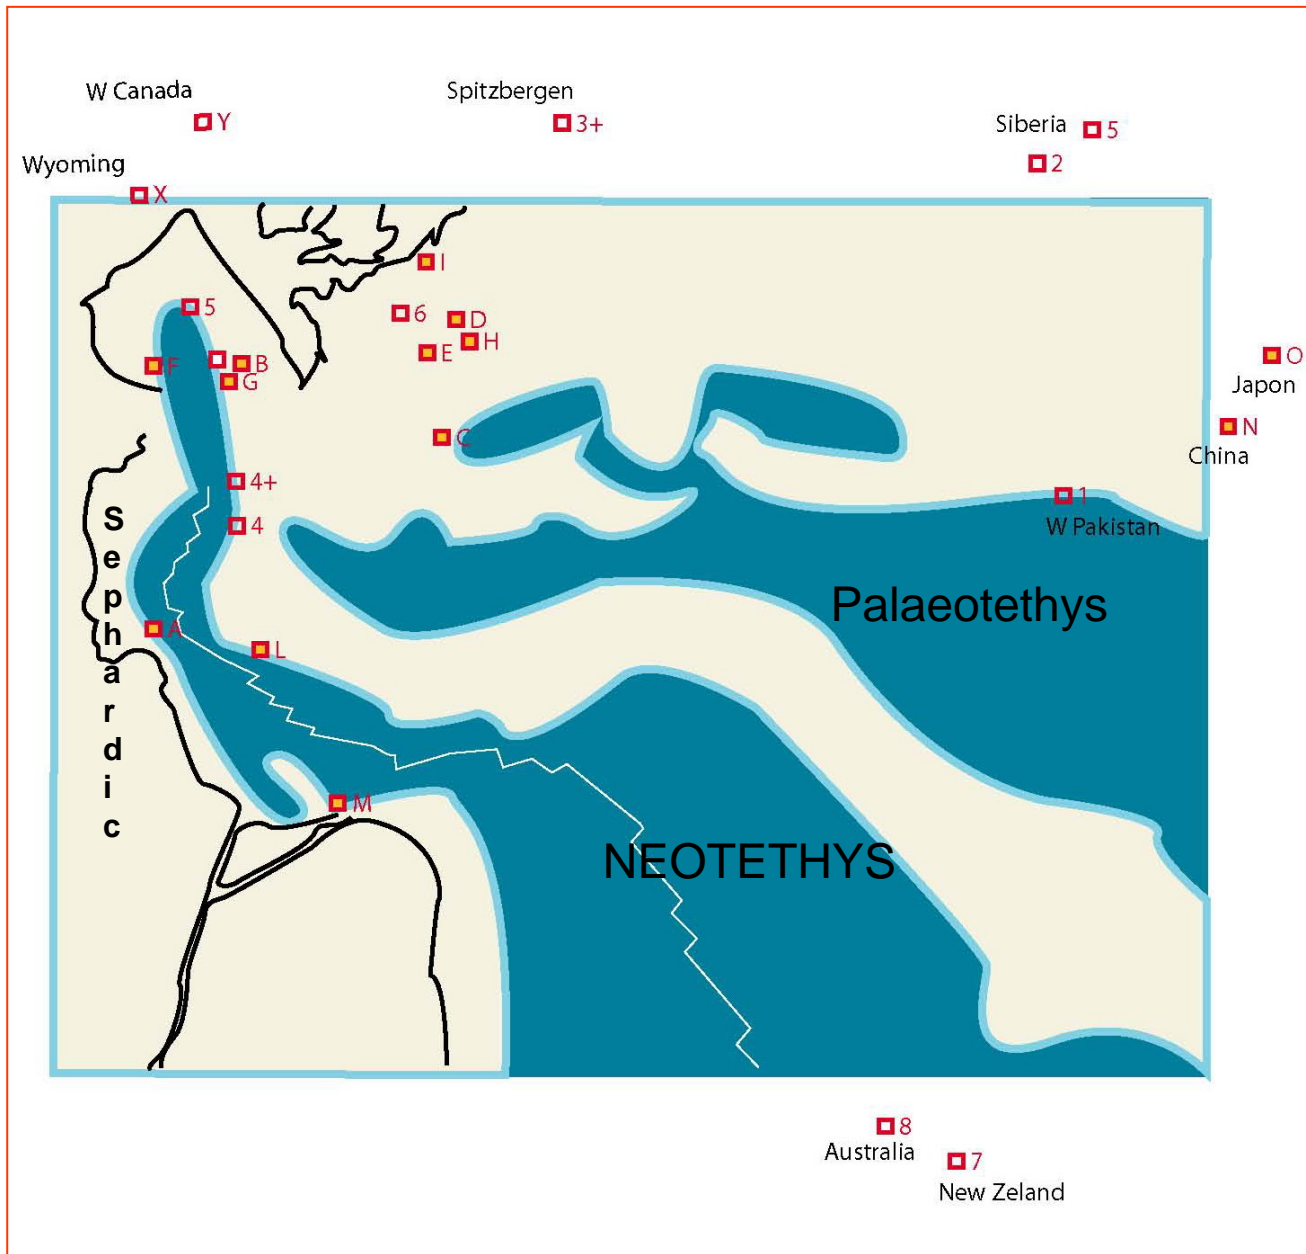 W Canada
Y
Spitzbergen
3+
Siberia
5
2
Wyoming
X
I
5
6
D
H
E
F
B
G
O
Japon
C
N
China
4+
1
W Pakistan
4
Sephardic
Palaeotethys
A
L
M
NEOTETHYS
8
Australia
7
New Zeland